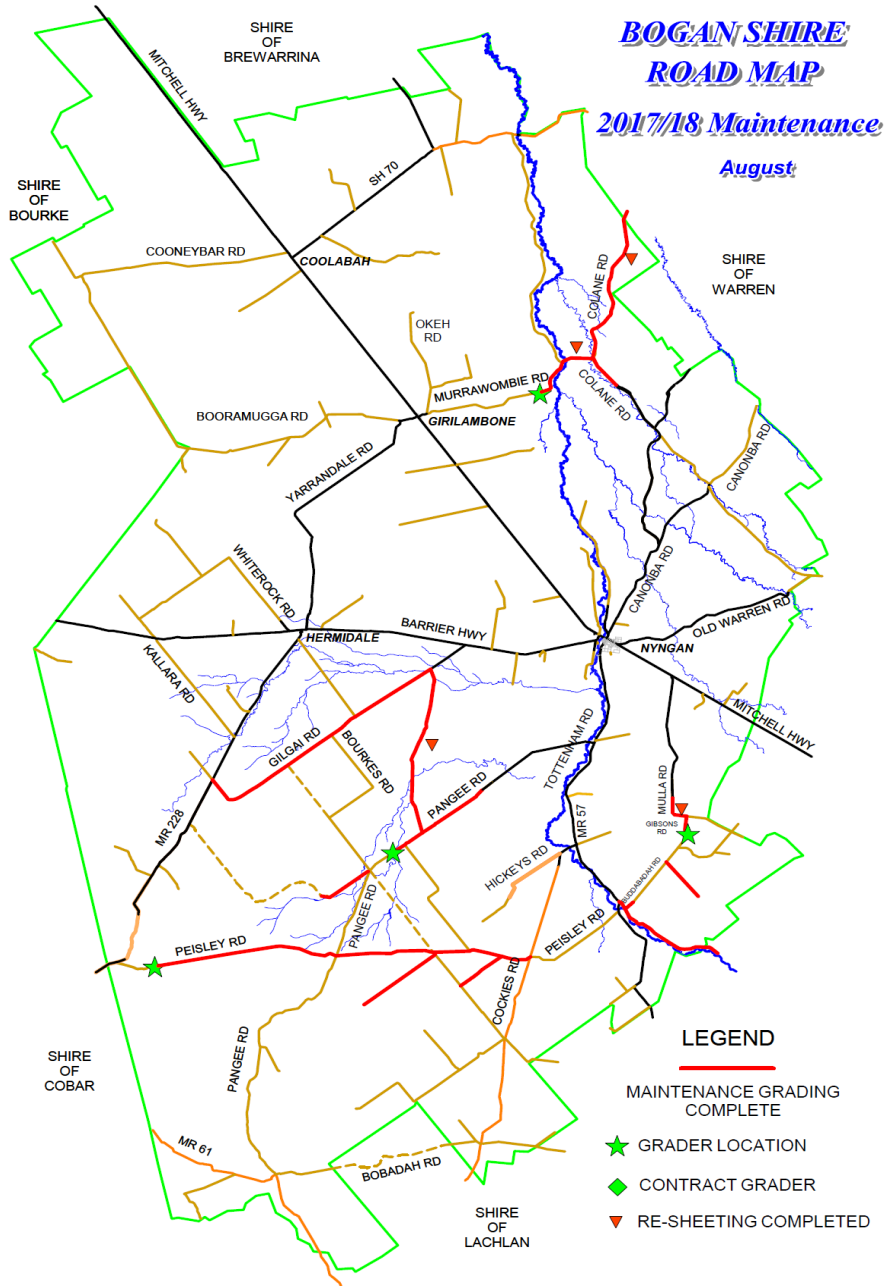 BOGAN SHIRE
ROAD MAP
2017/18 Maintenance
August
SHIRE
OF
BREWARRINA
MITCHELL HWY
SHIRE
OF
BOURKE
SH 70
COONEYBAR RD
COOLABAH
SHIRE
OF
WARREN
COLANE RD
OKEH
RD
MURRAWOMBIE RD
COLANE RD
BOORAMUGGA RD
GIRILAMBONE
CANONBA RD
YARRANDALE RD
WHITEROCK RD
CANONBA RD
OLD WARREN RD
BARRIER HWY
HERMIDALE
NYNGAN
KALLARA RD
MITCHELL HWY
GILGAI RD
BOURKES RD
TOTTENHAM RD
PANGEE RD
MULLA RD
GIBSONS
RD
MR 228
MR 57
HICKEYS RD
BUDDABADAH RD
PANGEE RD
PEISLEY RD
PEISLEY RD
COCKIES RD
PANGEE RD
SHIRE
OF
COBAR
MR 61
BOBADAH RD
SHIRE
OF
LACHLAN
LEGEND
MAINTENANCE GRADING
COMPLETE
GRADER LOCATION
CONTRACT GRADER
RE-SHEETING COMPLETED